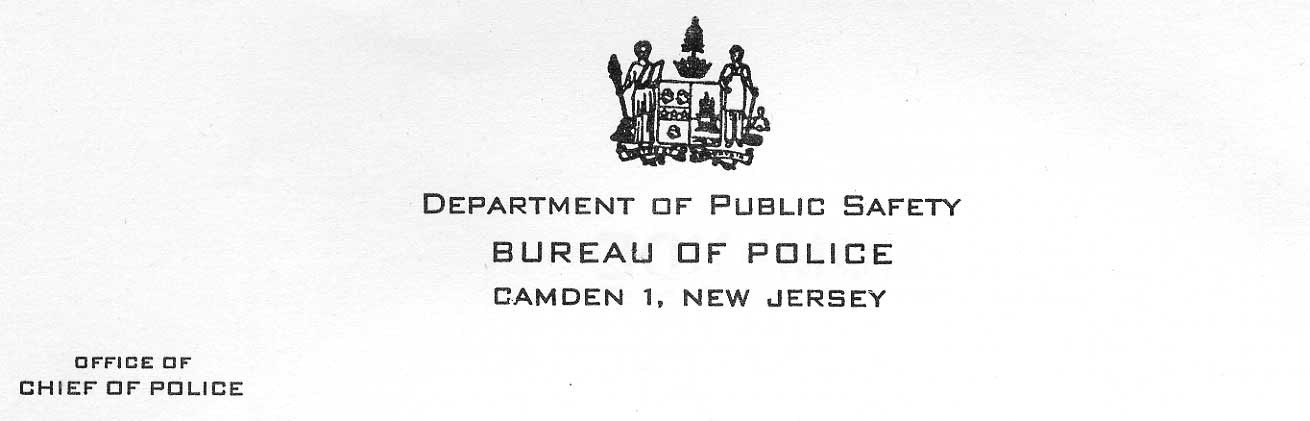 DEPARTMENT OF PUBLIC SAFETY
BUREAU OF POLICE
CAMDEN 1, NEW JERSEY
OFFICE OF
CHIEF OF POLICE